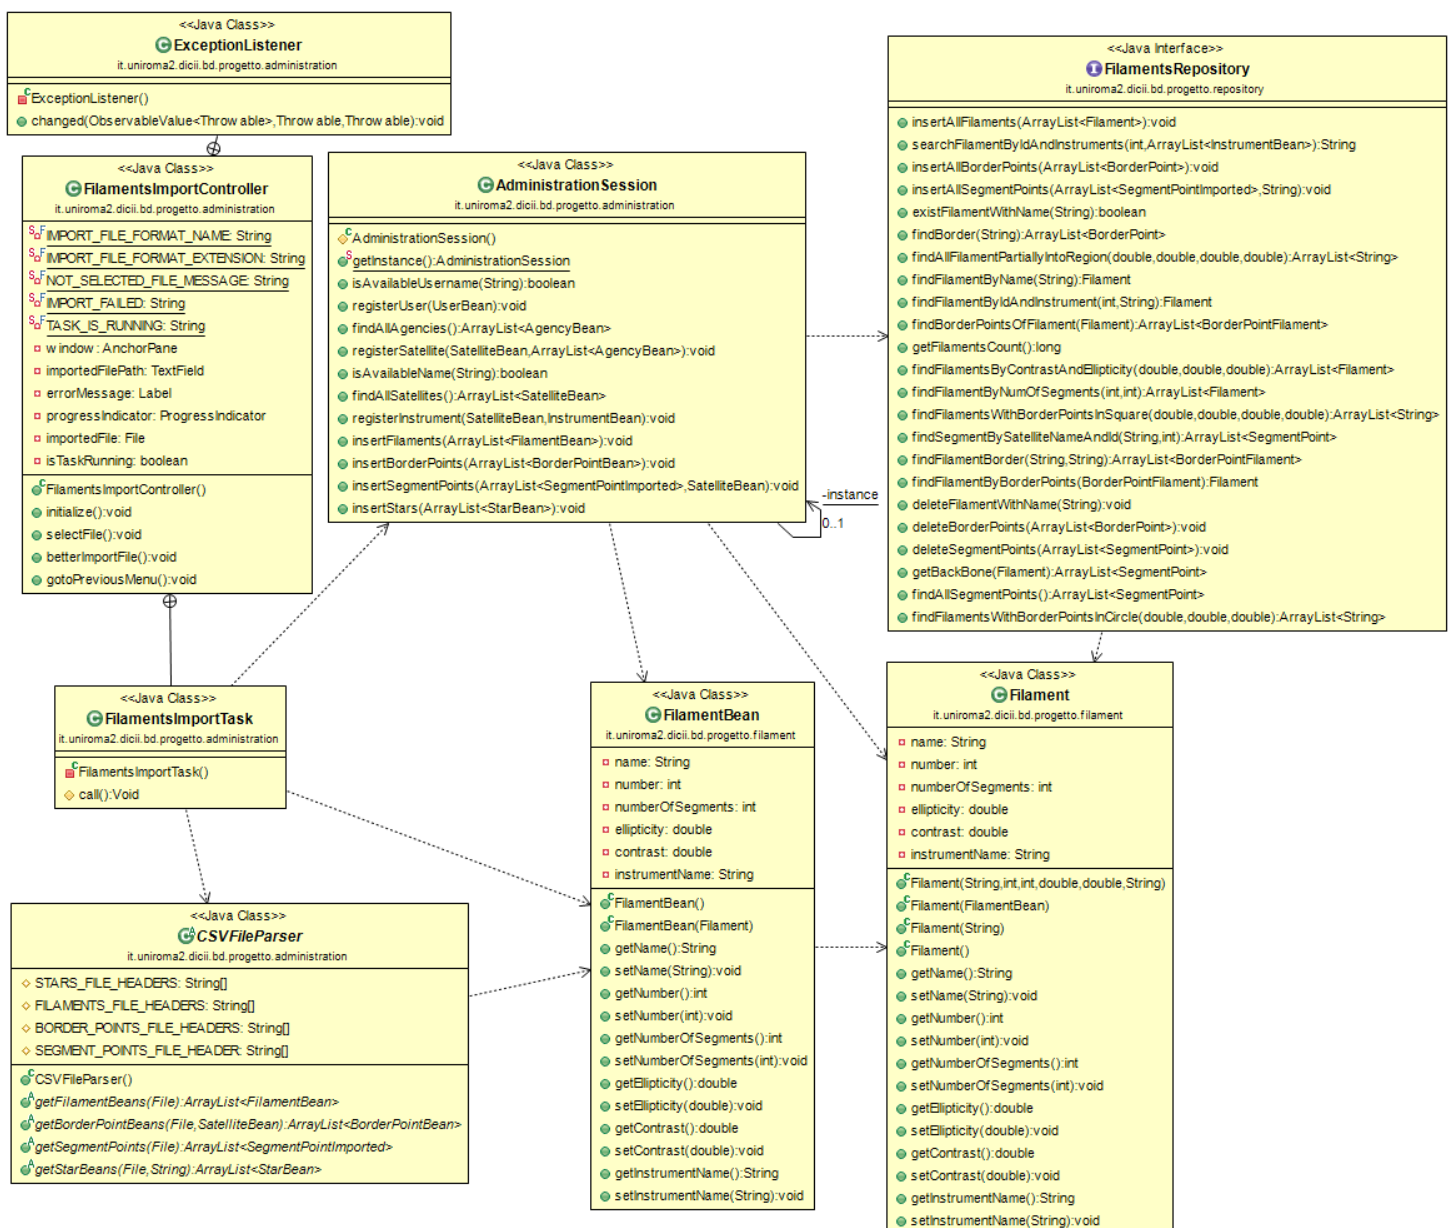 <<Java Class>>
ExceptionListener
it.uniroma2.dicii.bd.progetto.administration
ExceptionListener()
changed(ObservableValue<Throwable>,Throwable,Throwable):void
<<Java Class>>
FilamentsImportController
it.uniroma2.dicii.bd.progetto.administration
IMPORT_FILE_FORMAT_NAME: String
IMPORT_FILE_FORMAT_EXTENSION: String
NOT_SELECTED_FILE_MESSAGE: String
IMPORT_FAILED: String
TASK_IS_RUNNING: String
window: AnchorPane
importedFilePath: TextField
errorMessage: Label
progressIndicator: ProgressIndicator
importedFile: File
isTaskRunning: boolean
FilamentsImportController()
initialize():void
selectFile():void
betterImportFile():void
gotoPreviousMenu():void
<<Java Class>>
AdministrationSession
it.uniroma2.dicii.bd.progetto.administration
AdministrationSession()
getInstance():AdministrationSession
isAvailableUsername(String):boolean
registerUser(UserBean):void
findAllAgencies():ArrayList<AgencyBean>
registerSatellite(SatelliteBean,ArrayList<AgencyBean>):void
isAvailableName(String):boolean
findAllSatellites():ArrayList<SatelliteBean>
registerInstrument(SatelliteBean,InstrumentBean):void
insertFilaments(ArrayList<FilamentBean>):void
insertBorderPoints(ArrayList<BorderPointBean>):void
insertSegmentPoints(ArrayList<SegmentPointImported>,SatelliteBean):void
insertStars(ArrayList<StarBean>):void
-instance
0..1
<<Java Interface>>
FilamentsRepository
it.uniroma2.dicii.bd.progetto.repository
insertAllFilaments(ArrayList<Filament>):void
searchFilamentByIdAndInstruments(int,ArrayList<InstrumentBean>):String
insertAllBorderPoints(ArrayList<BorderPoint>):void
insertAllSegmentPoints(ArrayList<SegmentPointImported>,String):void
existFilamentWithName(String):boolean
findBorder(String):ArrayList<BorderPoint>
findAllFilamentPartiallyIntoRegion(double,double,double,double):ArrayList<String>
findFilamentByName(String):Filament
findFilamentByIdAndInstrument(int,String):Filament
findBorderPointsOfFilament(Filament):ArrayList<BorderPointFilament>
getFilamentsCount():long
findFilamentsByContrastAndEllipticity(double,double,double):ArrayList<Filament>
findFilamentByNumOfSegments(int,int):ArrayList<Filament>
findFilamentsWithBorderPointsInSquare(double,double,double,double):ArrayList<String>
findSegmentBySatelliteNameAndId(String,int):ArrayList<SegmentPoint>
findFilamentBorder(String,String):ArrayList<BorderPointFilament>
findFilamentByBorderPoints(BorderPointFilament):Filament
deleteFilamentWithName(String):void
deleteBorderPoints(ArrayList<BorderPoint>):void
deleteSegmentPoints(ArrayList<SegmentPoint>):void
getBackBone(Filament):ArrayList<SegmentPoint>
findAllSegmentPoints():ArrayList<SegmentPoint>
findFilamentsWithBorderPointsInCircle(double,double,double):ArrayList<String>
<<Java Class>>
FilamentsImportTask
it.uniroma2.dicii.bd.progetto.administration
FilamentsImportTask()
call():Void
<<Java Class>>
CSVFileParser
it.uniroma2.dicii.bd.progetto.administration
STARS_FILE_HEADERS: String[]
FILAMENTS_FILE_HEADERS: String[]
BORDER_POINTS_FILE_HEADERS: String[]
SEGMENT_POINTS_FILE_HEADER: String[]
CSVFileParser()
getFilamentBeans(File):ArrayList<FilamentBean>
getBorderPointBeans(File,SatelliteBean):ArrayList<BorderPointBean>
getSegmentPoints(File):ArrayList<SegmentPointImported>
getStarBeans(File,String):ArrayList<StarBean>
<<Java Class>>
FilamentBean
it.uniroma2.dicii.bd.progetto.filament
name: String
number: int
numberOfSegments: int
ellipticity: double
contrast: double
instrumentName: String
FilamentBean()
FilamentBean(Filament)
getName():String
setName(String):void
getNumber():int
setNumber(int):void
getNumberOfSegments():int
setNumberOfSegments(int):void
getEllipticity():double
setEllipticity(double):void
getContrast():double
setContrast(double):void
getInstrumentName():String
setInstrumentName(String):void
<<Java Class>>
Filament
it.uniroma2.dicii.bd.progetto.filament
name: String
number: int
numberOfSegments: int
ellipticity: double
contrast: double
instrumentName: String
Filament(String,int,int,double,double,String)
Filament(FilamentBean)
Filament(String)
Filament()
getName():String
setName(String):void
getNumber():int
setNumber(int):void
getNumberOfSegments():int
setNumberOfSegments(int):void
getEllipticity():double
setEllipticity(double):void
getContrast():double
setContrast(double):void
getInstrumentName():String
setInstrumentName(String):void